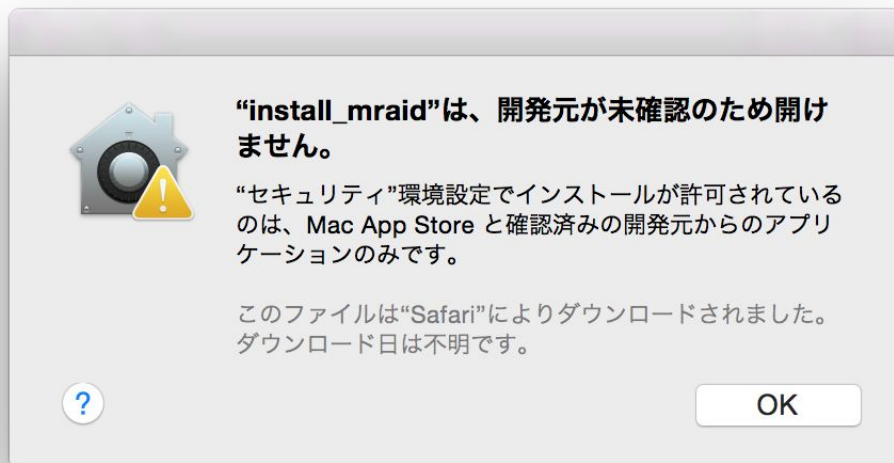 “install_mraid”は、開発元が未確認のため開け
ません。
“セキュリティ”環境設定でインストールが許可されている
のは、Mac App Store と確認済みの開発元からのアプリ
ケーションのみです。
このファイルは“Safari”によりダウンロードされました。
ダウンロード日は不明です。
?
OK